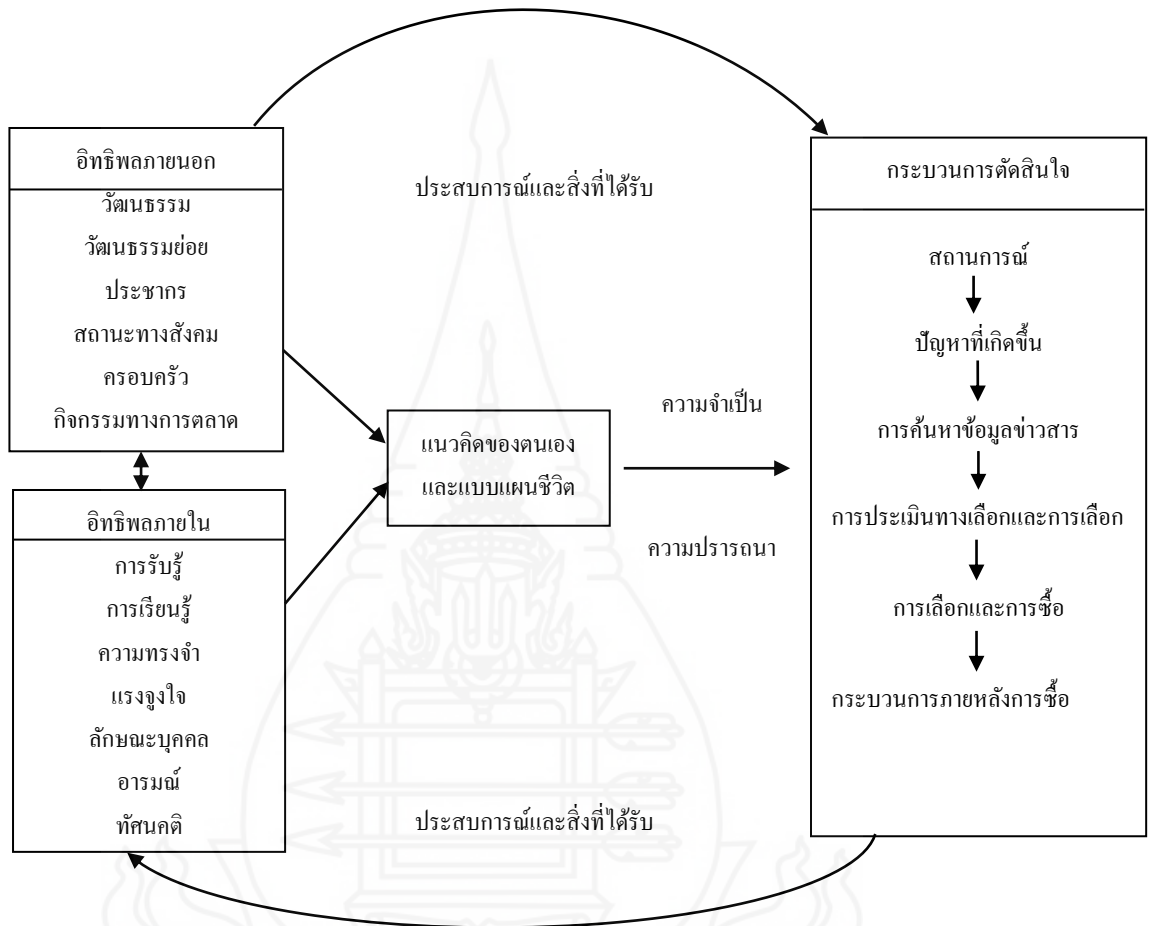 อิทธิพลภายนอก
วัฒนธรรม
วัฒนธรรมย่อย
ประชากร
สถานะทางสังคม
ครอบครัว
กิจกรรมทางการตลาด
อิทธิพลภายใน
การรับรู้
การเรียนรู้
ความทรงจำ
แรงจูงใจ
ลักษณะบุคคล
อารมณ์
ทัศนคติ
ประสบการณ์และสิ่งที่ได้รับ
แนวคิดของตนเอง
และแบบแผนชีวิต
ความจำเป็น
ความปรารถนา
ประสบการณ์และสิ่งที่ได้รับ
กระบวนการตัดสินใจ
สถานการณ์
ปัญหาที่เกิดขึ้น
การค้นหาข้อมูลข่าวสาร
การประเมินทางเลือกและการเลือก
การเลือกและการซื้อ
กระบวนการภายหลังการซื้อ